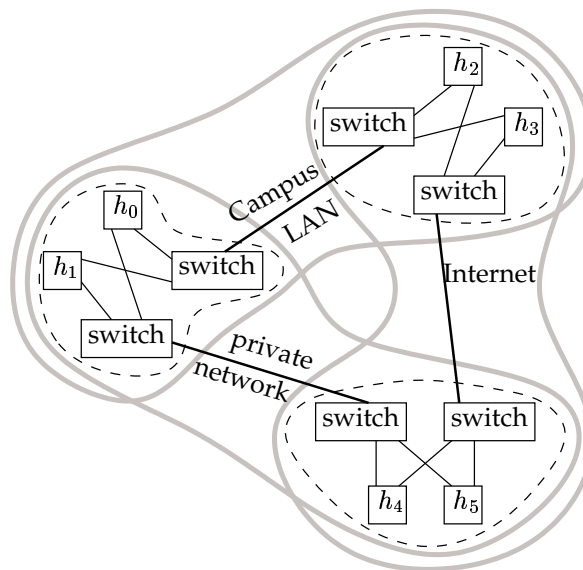 h₂
switch
h₃
Campus
LAN
switch
h₀
h₁
switch
Internet
switch
private
network
switch
switch
h₄
h₅